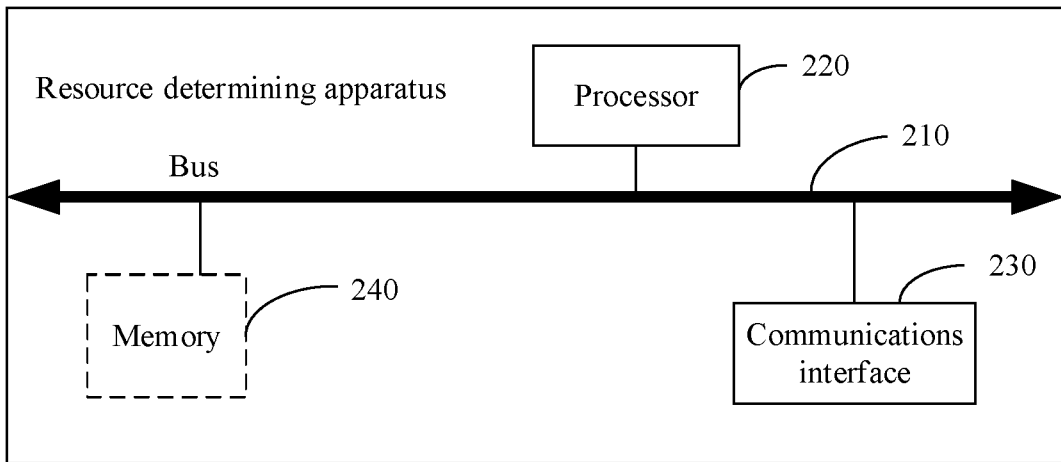 220
Processor
Resource determining apparatus
210
Bus
240
230
Memory
Communications
interface